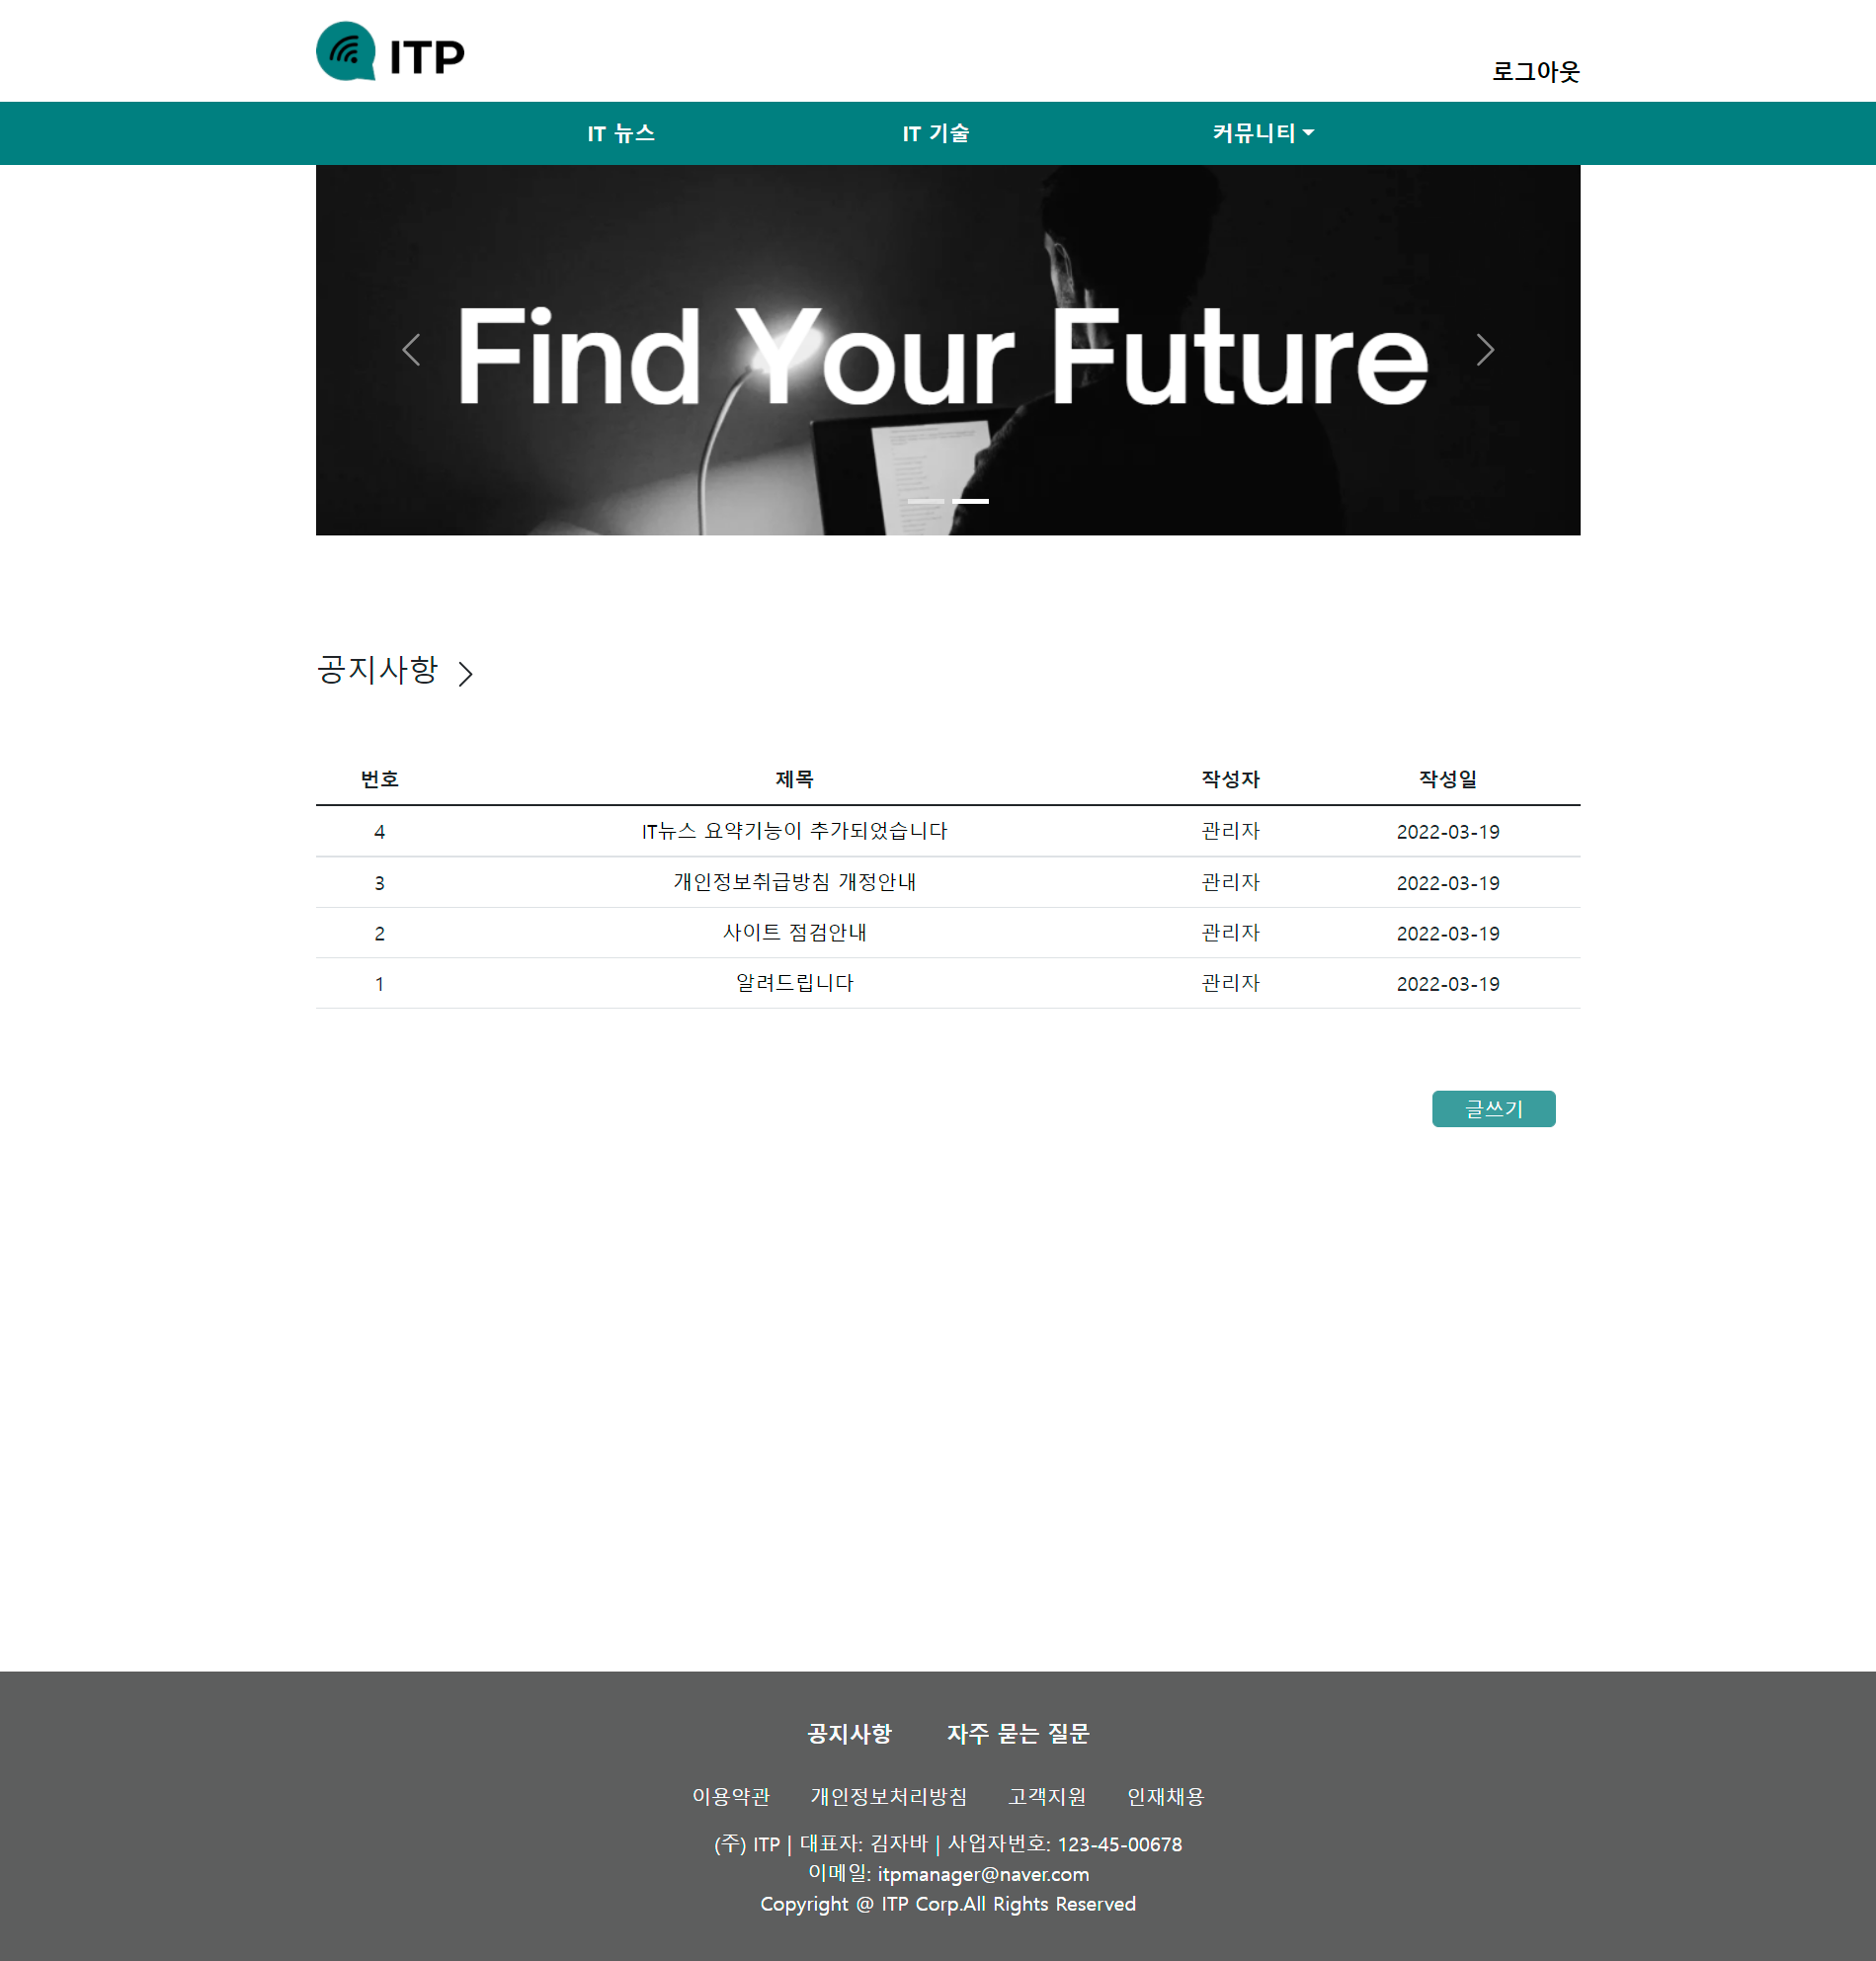 ITP
로그아웃
IT 뉴스 IT 기술 커뮤니티
Find Your Future
공지사항
번호 제목 작성자 작성일
4 IT뉴스 요약기능이 추가되었습니다 관리자 2022-03-19
3 개인정보취급방침 개정안내 관리자 2022-03-19
2 사이트 점검안내 관리자 2022-03-19
1 알려드립니다 관리자 2022-03-19
글쓰기
공지사항 자주 묻는 질문
이용약관 개인정보처리방침 고객지원 인재채용
(주) ITP | 대표자: 김자바 | 사업자번호: 123-45-00678
이메일: itpmanager@naver.com
Copyright @ ITP Corp.All Rights Reserved